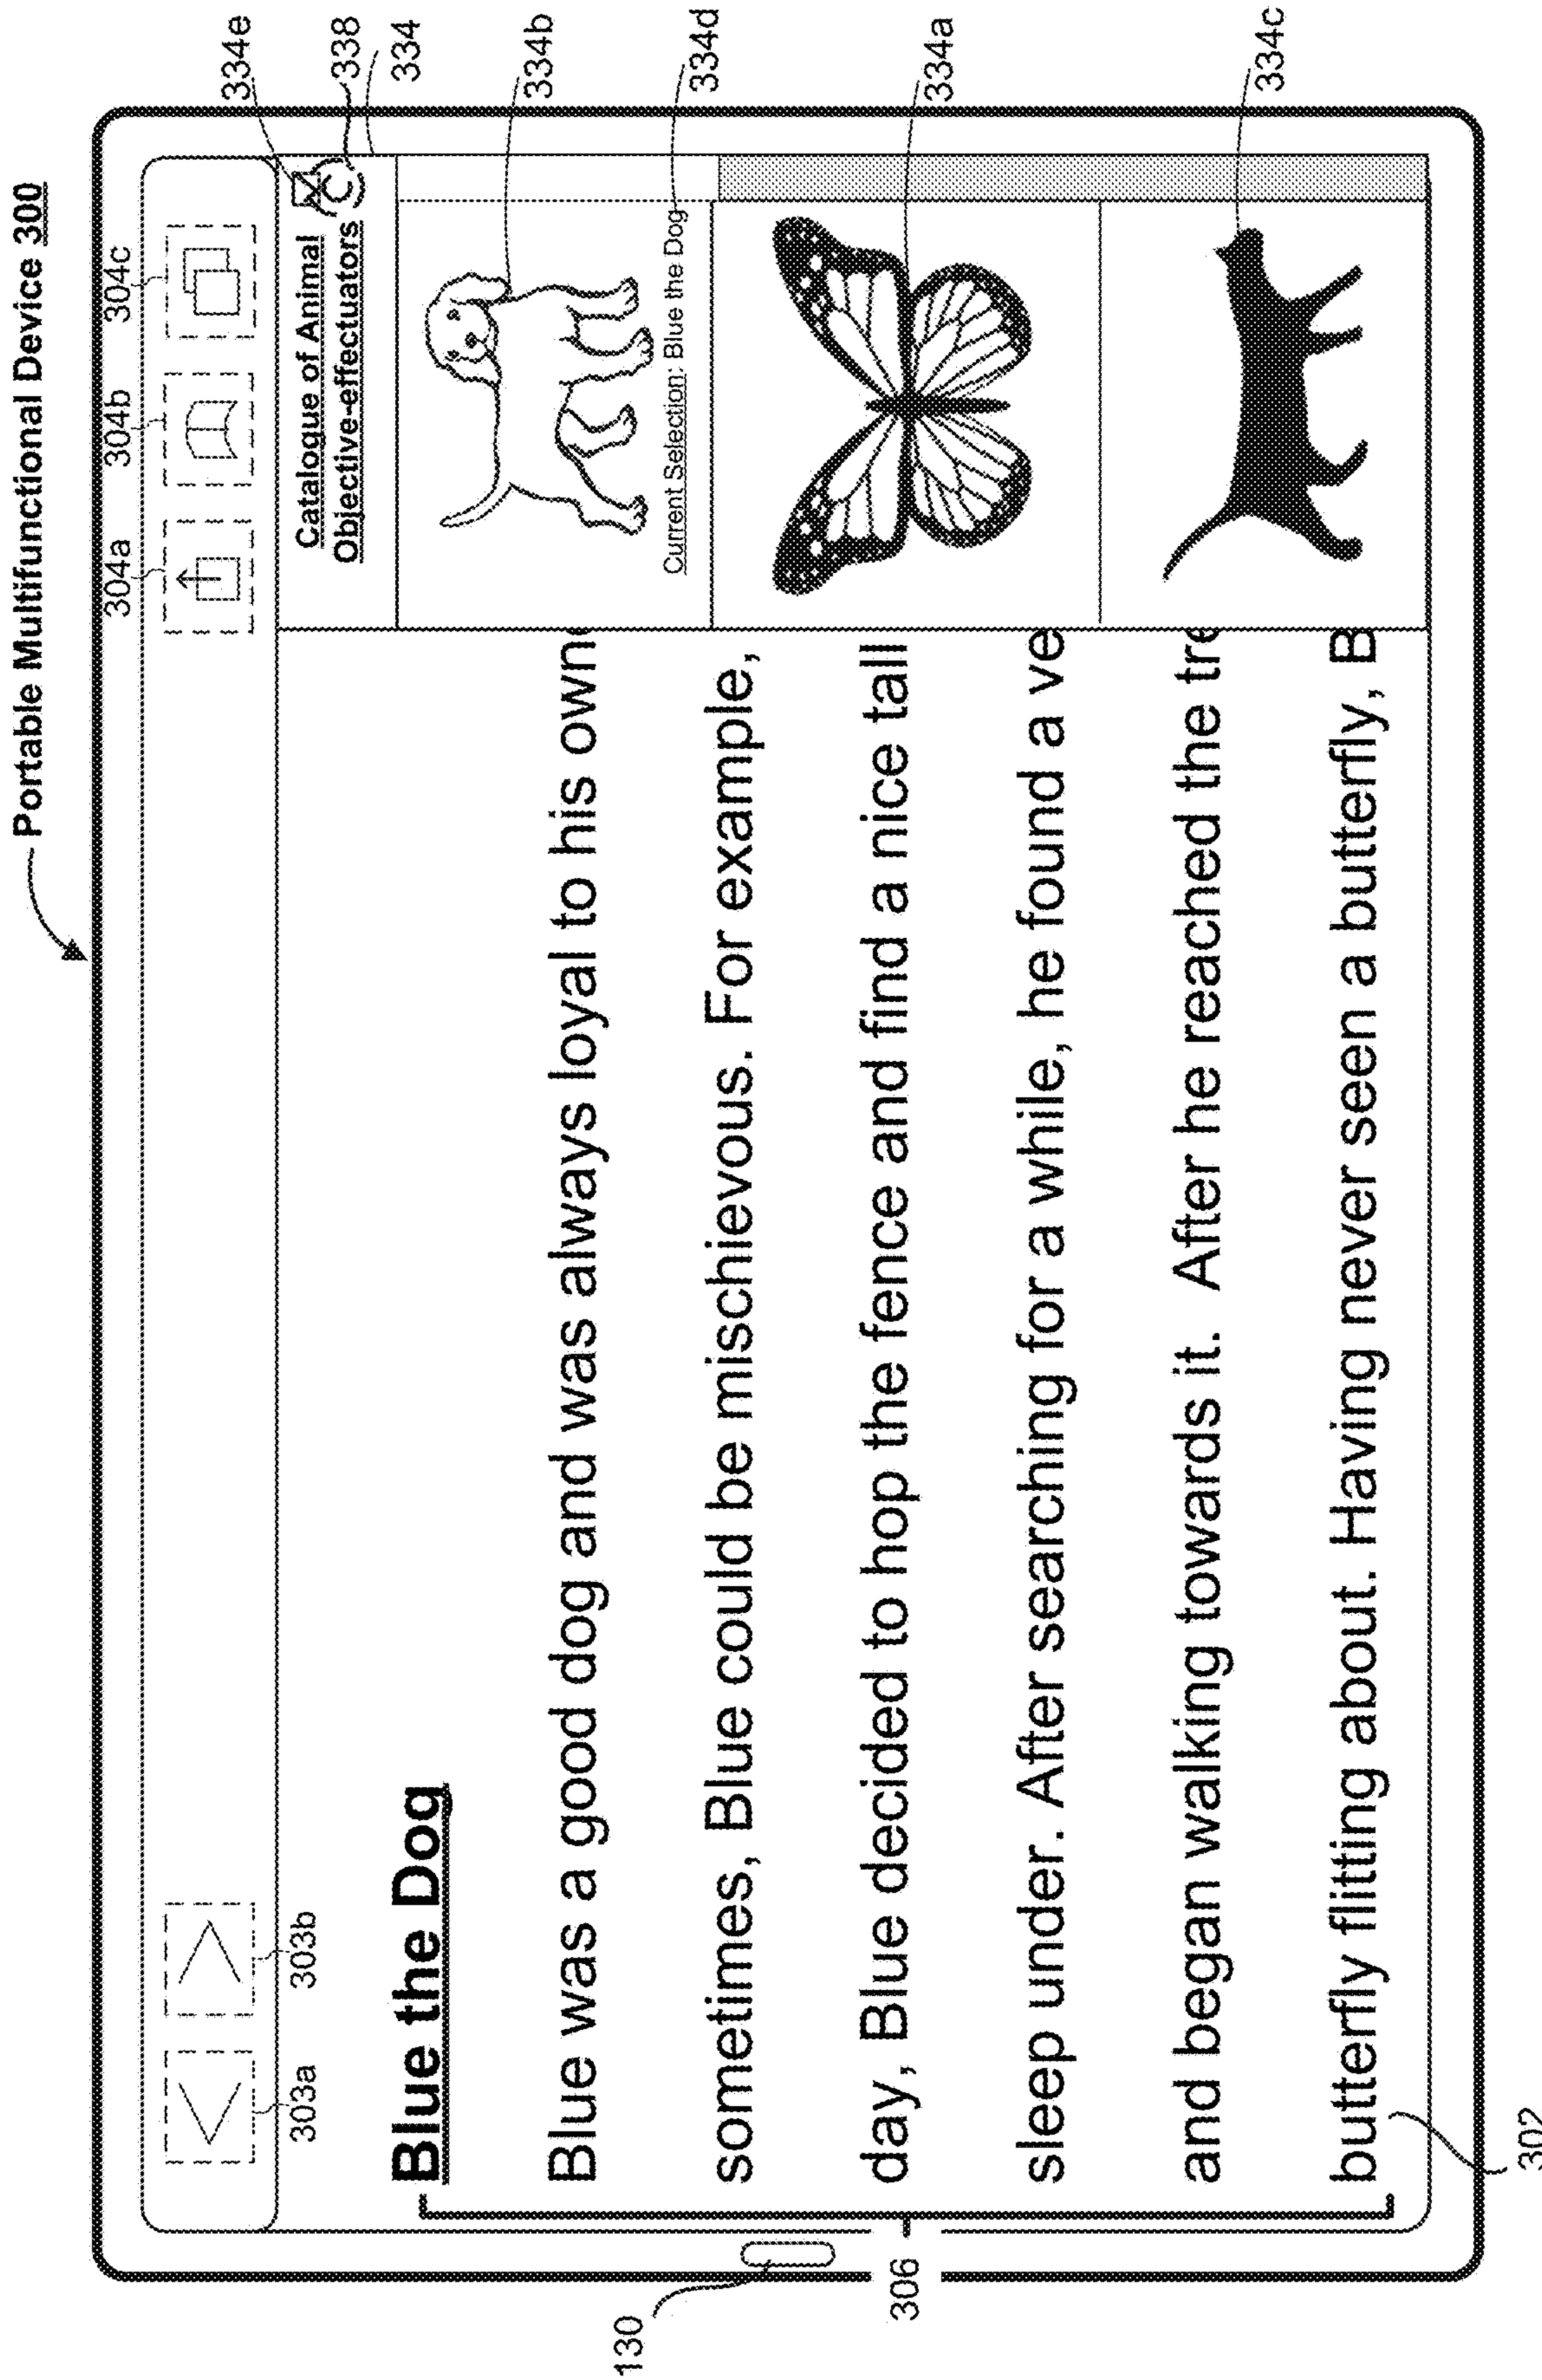 Portable Multifunctional Device 300
304a
304b
304c
334e
338
334
334b
334d
334a
334c
303a
303b
Catalogue of Animal
Objective-effectuators
Current Selection: Blue the Dog
Blue the Dog
Blue was a good dog and was always loyal to his own
sometimes, Blue could be mischievous. For example,
day, Blue decided to hop the fence and find a nice tall
sleep under. After searching for a while, he found a ve
and began walking towards it. After he reached the tre
butterfly flitting about. Having never seen a butterfly, B
130
306
302